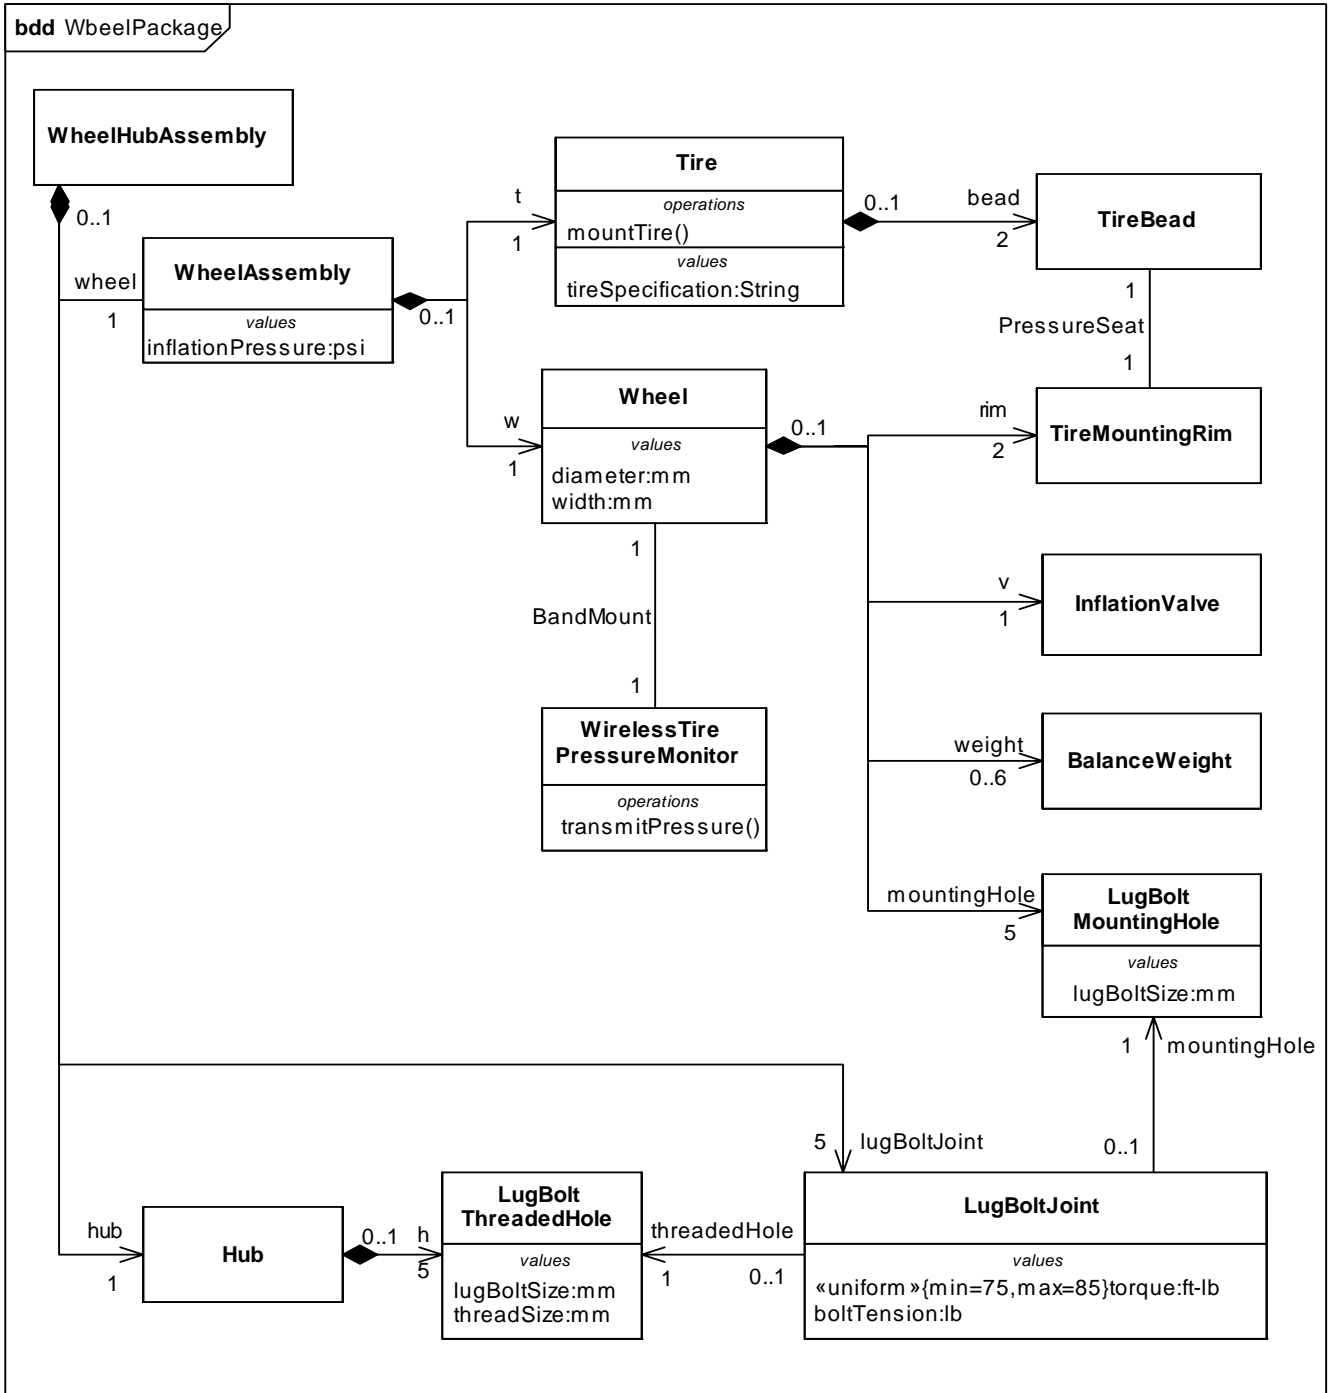 bdd WbeelPackage
WheelHubAssembly
0..1
wheel
1
WheelAssembly
values
inflationPressure:psi
0..1
t
1
Tire
operations
mountTire()
values
tireSpecification:String
0..1
bead
2
TireBead
1
PressureSeat
1
w
1
Wheel
values
diameter:mm
width:mm
0..1
rim
2
TireMountingRim
1
BandMount
1
v
1
InflationValve
WirelessTire
PressureMonitor
operations
transmitPressure()
weight
0..6
BalanceWeight
mountingHole
5
LugBolt
MountingHole
values
lugBoltSize:mm
1
mountingHole
0..1
5
lugBoltJoint
hub
1
Hub
0..1
h
5
LugBolt
ThreadedHole
values
lugBoltSize:mm
threadSize:mm
threadedHole
1
0..1
LugBoltJoint
values
«uniform»{min=75,max=85}torque:ft-lb
boltTension:lb